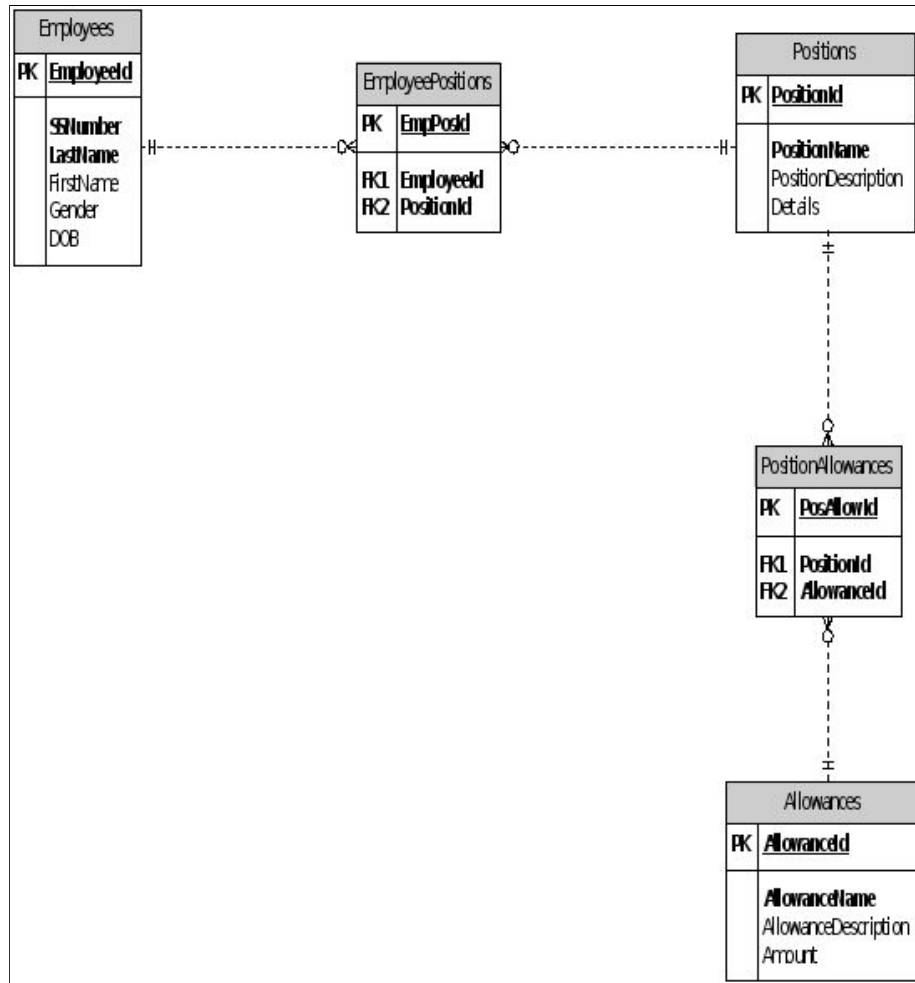 Employees
PK EmployeeId
SSNumber
LastName
FirstName
Gender
DOB
EmployeePositions
PK EmpPosId
FK1 EmployeeId
FK2 PositionId
Positions
PK PositionId
PositionName
PositionDescription
Details
PositionAllowances
PK PosAllowId
FK1 PositionId
FK2 AllowanceId
Allowances
PK AllowanceId
AllowanceName
AllowanceDescription
Amount